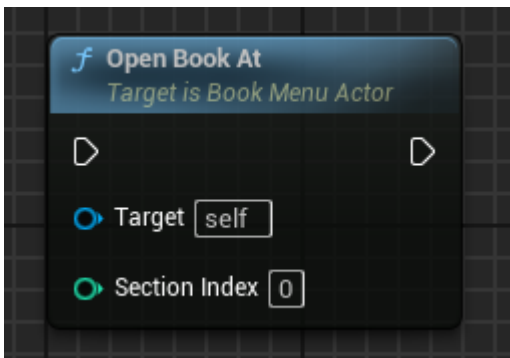 f Open Book At
Target is Book Menu Actor
Target self
Section Index 0